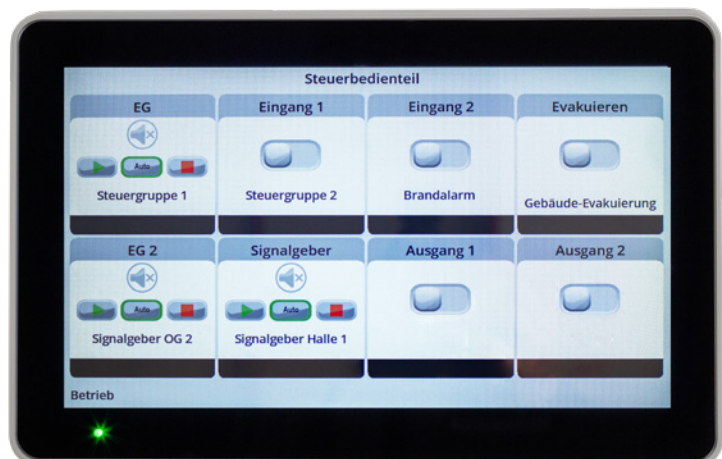 Steuerbedienteil
EG
Eingang 1
Eingang 2
Evakuieren
Auto
Steuergruppe 1
Steuergruppe 2
Brandalarm
Gebäude-Evakuierung
EG 2
Signalgeber
Ausgang 1
Ausgang 2
Auto
Auto
Signalgeber OG 2
Signalgeber Halle 1
Betrieb